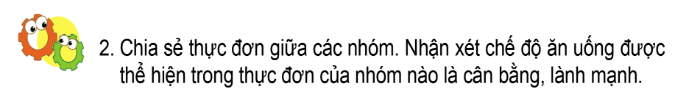 2. Chia sẻ thực đơn giữa các nhóm. Nhận xét chế độ ăn uống được
thể hiện trong thực đơn của nhóm nào là cân bằng, lành mạnh.